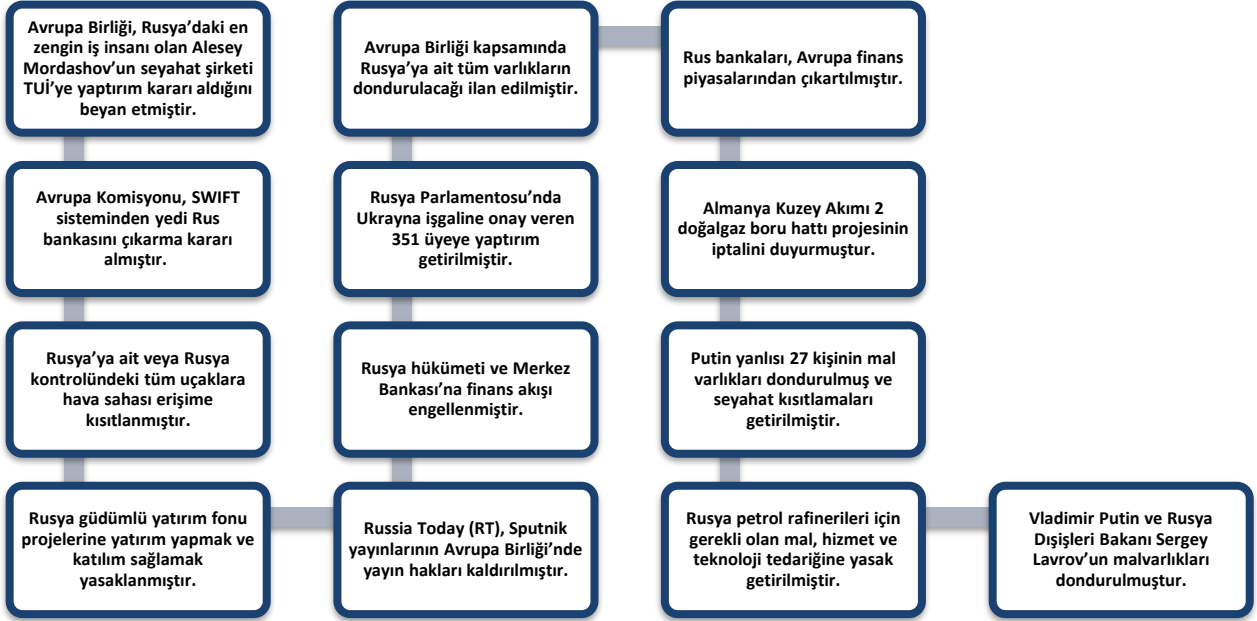 Avrupa Birliği, Rusya’daki en
zengin iş insanı olan Alesey
Mordashov’un seyahat şirketi
TUİ’ye yaptırım kararı aldığını
beyan etmiştir.
Avrupa Komisyonu, SWIFT
sisteminden yedi Rus
bankasını çıkarma kararı
almıştır.
Rusya’ya ait veya Rusya
kontrolündeki tüm uçaklara
hava sahası erişime
kısıtlanmıştır.
Rusya güdümlü yatırım fonu
projelerine yatırım yapmak ve
katılım sağlamak
yasaklanmıştır.
Russia Today (RT), Sputnik
yayınlarının Avrupa Birliği’nde
yayın hakları kaldırılmıştır.
Rusya hükümeti ve Merkez
Bankası’na finans akışı
engellenmiştir.
Rusya Parlamentosu’nda
Ukrayna işgaline onay veren
351 üyeye yaptırım
getirilmiştir.
Avrupa Birliği kapsamında
Rusya’ya ait tüm varlıkların
dondurulacağı ilan edilmiştir.
Rus bankaları, Avrupa finans
piyasalarından çıkartılmıştır.
Almanya Kuzey Akımı 2
doğalgaz boru hattı projesinin
iptalini duyurmuştur.
Putin yanlısı 27 kişinin mal
varlıkları dondurulmuş ve
seyahat kısıtlamaları
getirilmiştir.
Rusya petrol rafinerileri için
gerekli olan mal, hizmet ve
teknoloji tedariğine yasak
getirilmiştir.
Vladimir Putin ve Rusya
Dışişleri Bakanı Sergey
Lavrov’un malvarlıkları
dondurulmuştur.